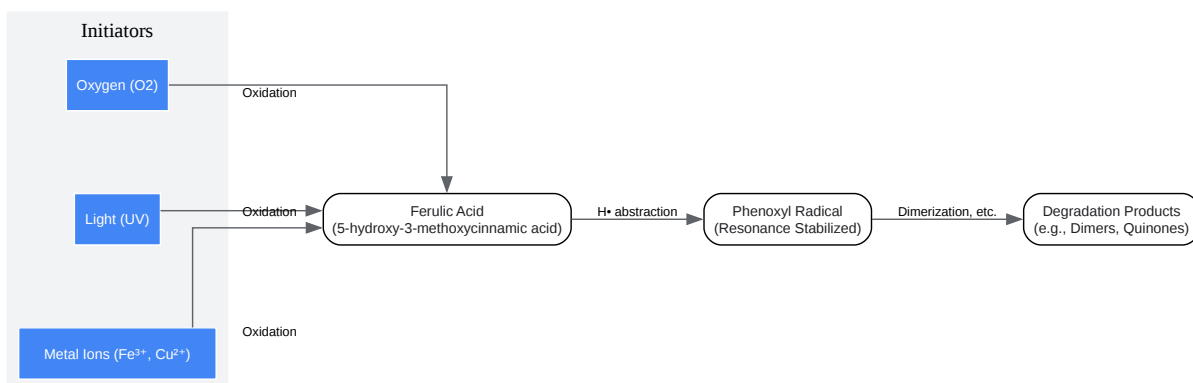 Initiators
Oxygen (O2)
Oxidation
Light (UV)
Oxidation
Ferulic Acid
(5-hydroxy-3-methoxycinnamic acid)
H• abstraction
Phenoxyl Radical
(Resonance Stabilized)
Dimerization, etc.
Degradation Products
(e.g., Dimers, Quinones)
Oxidation
Metal Ions (Fe³⁺, Cu²⁺)